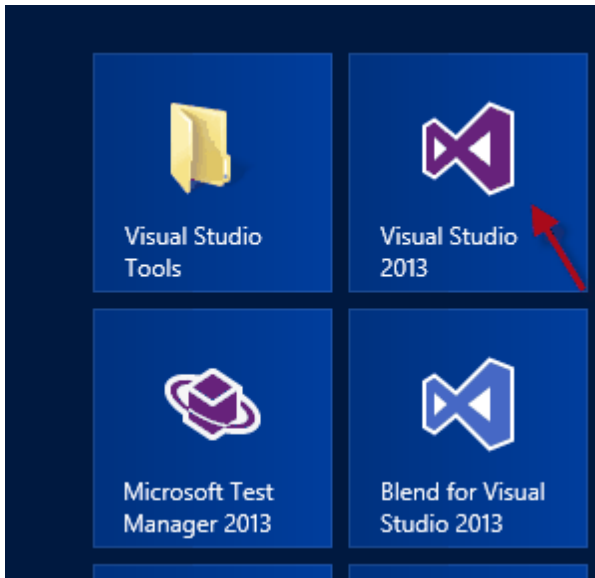 Visual Studio
Tools
Visual Studio
2013
Microsoft Test
Manager 2013
Blend for Visual
Studio 2013